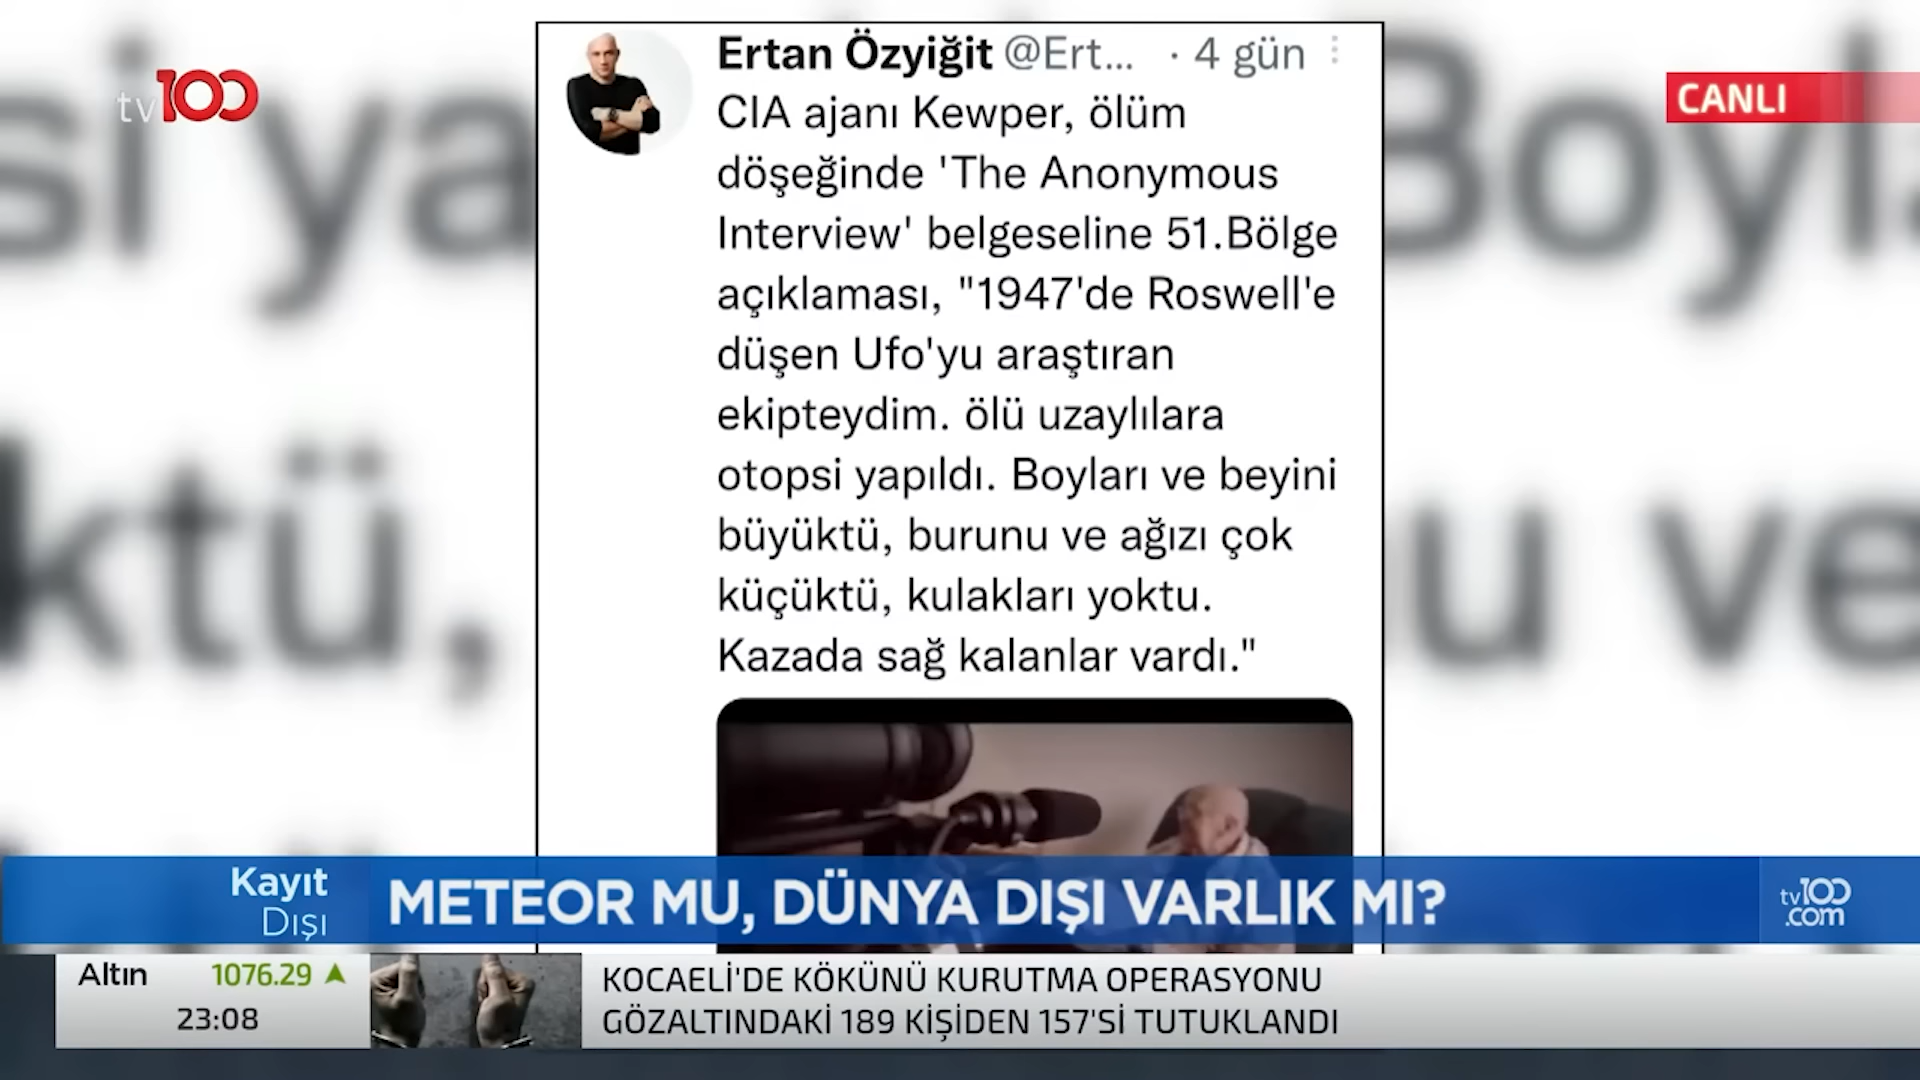 tv100
CANLI
Ertan Özyiğit @Ert... · 4 gün
CIA ajanı Kewper, ölüm
döşeğinde 'The Anonymous
Interview' belgeseline 51.Bölge
açıklaması, "1947'de Roswell'e
düşen Ufo'yu araştıran
ekipteydim. ölü uzaylılara
otopsi yapıldı. Boyları ve beyini
büyüktü, burunu ve ağızı çok
küçüktü, kulakları yoktu.
Kazada sağ kalanlar vardı."
Kayıt
Dışı
METEOR MU, DÜNYA DIŞI VARLIK MI?
tv100
.com
Altın 1076.29
23:08
KOCAELİ'DE KÖKÜNÜ KURUTMA OPERASYONU
GÖZALTINDAKİ 189 KİŞİDEN 157'Sİ TUTUKLANDI